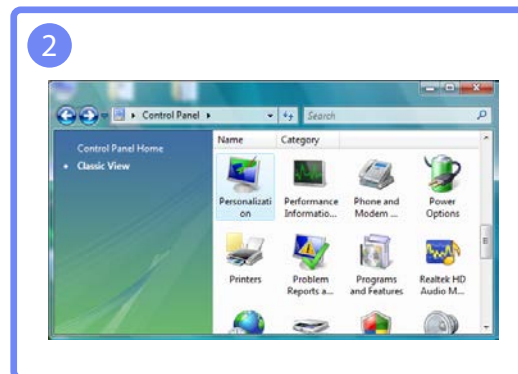 2
Control Panel
Search
Control Panel Home
Classic View
Name Category
Personalizati
on
Performance
Informatio...
Phone and
Modem ...
Power
Options
Printers
Problem
Reports a...
Programs
and Features
Realtek HD
Audio M...